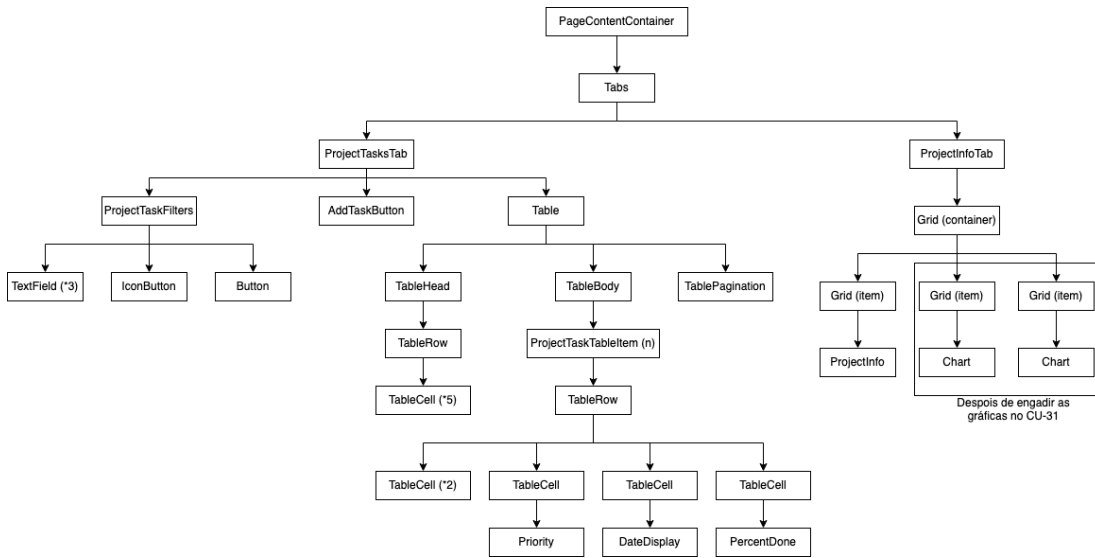 PageContentContainer
Tabs
ProjectTasksTab
ProjectInfoTab
ProjectTaskFilters
AddTaskButton
Table
Grid (container)
TextField (*3)
IconButton
Button
TableHead
TableBody
TablePagination
Grid (item)
Grid (item)
Grid (item)
TableRow
ProjectTaskTableItem (n)
ProjectInfo
Chart
Chart
TableCell (*5)
TableRow
Despois de engadir as
gráficas no CU-31
TableCell (*2)
TableCell
TableCell
TableCell
Priority
DateDisplay
PercentDone